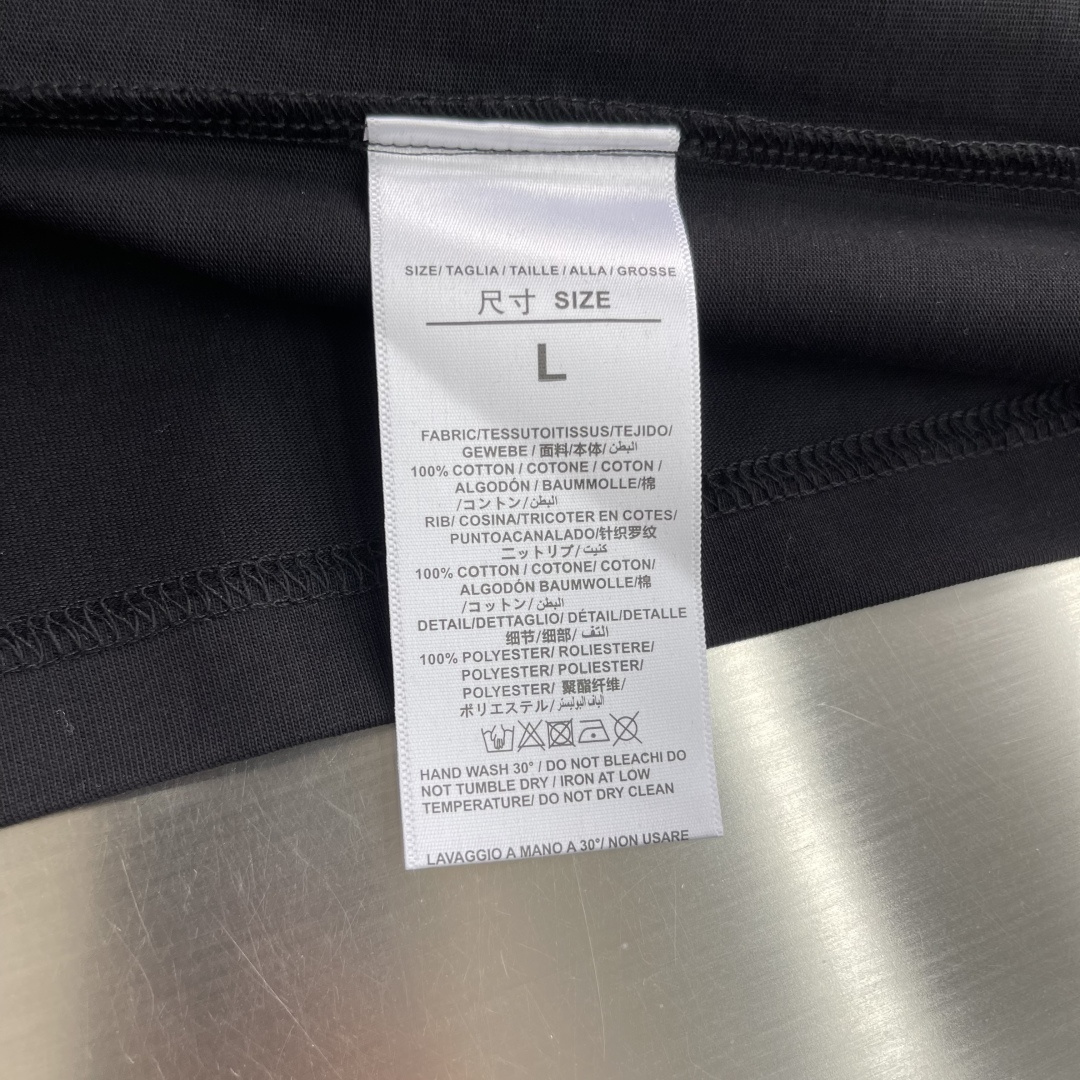 SIZE/ TAGLIA / TAILLE / ALLA / GROSSE
尺寸 SIZE
L
FABRIC/TESSUTOITISSUS/TEJIDO/
GEWEBE / 面料/本体/ البطن
100% COTTON / COTONE / COTON /
ALGODÓN / BAUMMOLLE/棉
/コントン/ البطن
RIB/ COSINA/TRICOTER EN COTES/
PUNTOACANALADO/针织罗纹
ニットリブ/ كنيت
100% COTTON / COTONE/ COTON/
ALGODÓN BAUMWOLLE/棉
/コットン/ البطن
DETAIL/DETTAGLIO/ DÉTAIL/DETALLE
细节/细部/ التف
100% POLYESTER/ ROLIESTERE/
POLYESTER/ POLIESTER/
POLYESTER/ 聚酯纤维/
ポリエステル/ الياف البوليستر
HAND WASH 30° / DO NOT BLEACHI DO
NOT TUMBLE DRY / IRON AT LOW
TEMPERATURE/ DO NOT DRY CLEAN
LAVAGGIO A MANO A 30°/ NON USARE